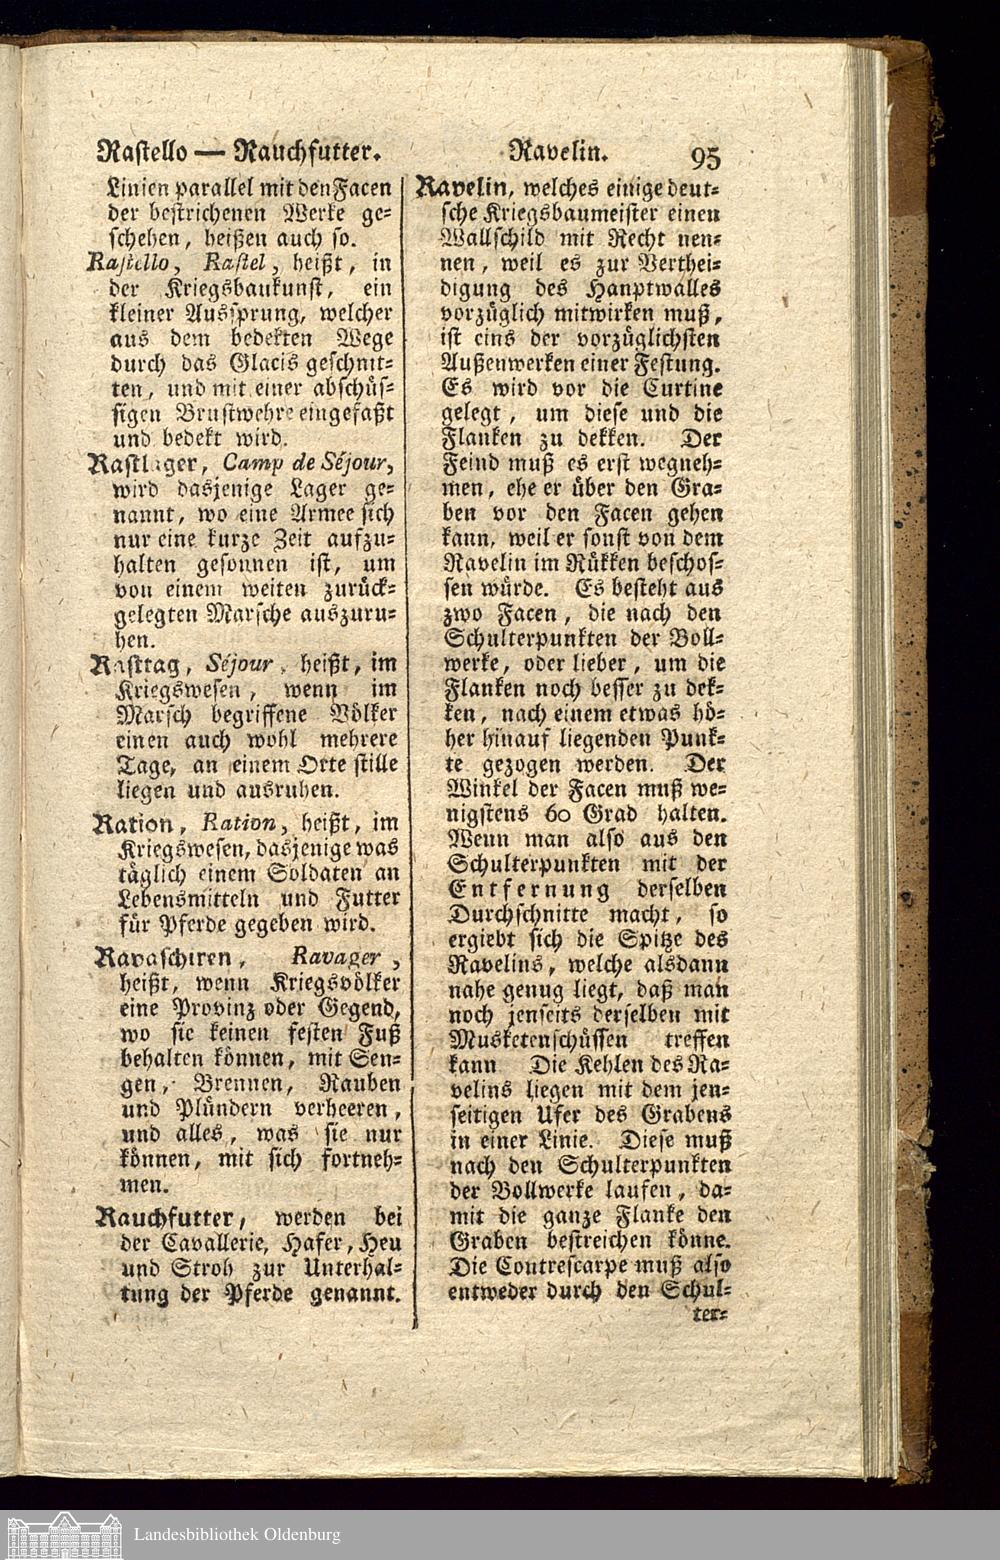 Rastello — Rauchfutter.
Linien parallel mit den Facen
der bestrichenen Werke ge-
schehen, heißen auch so.
Rastello, Rastel, heißt, in
der Kriegsbaukunst, ein
kleiner Aussprung, welcher
aus dem bedekten Wege
durch das Glacis geschnit-
ten, und mit einer abschüs-
sigen Brustwehre eingefaßt
und bedekt wird.
Rastlager, Camp de Séjour,
wird dasjenige Lager ge-
nannt, wo eine Armee sich
nur eine kurze Zeit aufzu-
halten gesonnen ist, um
von einem weiten zurück-
gelegten Marsche auszuru-
hen.
Rasttag, Séjour, heißt, im
Kriegswesen, wenn im
Marsch begriffene Völker
einen auch wohl mehrere
Tage, an einem Orte stille
liegen und ausruhen.
Ration, Ration, heißt, im
Kriegswesen, dasjenige was
täglich einem Soldaten an
Lebensmitteln und Futter
für Pferde gegeben wird.
Ravaschiren, Ravager,
heißt, wenn Kriegsvölker
eine Provinz oder Gegend,
wo sie keinen festen Fuß
behalten können, mit Sen-
gen, Brennen, Rauben
und Plündern verheeren,
und alles, was sie nur
können, mit sich fortneh-
men.
Rauchfutter, werden bei
der Cavallerie, Hafer, Heu
und Stroh zur Unterhal-
tung der Pferde genannt.
Ravelin. 95
Ravelin, welches einige deut-
sche Kriegsbaumeister einen
Wallschild mit Recht nen-
nen, weil es zur Verthei-
digung des Hanptwalles
vorzüglich mitwirken muß,
ist eins der vorzüglichsten
Außenwerken einer Festung.
Es wird vor die Curtine
gelegt, um diese und die
Flanken zu dekken. Der
Feind muß es erst wegneh-
men, ehe er über den Gra-
ben vor den Facen gehen
kann, weil er sonst von dem
Ravelin im Rükken beschos-
sen würde. Es besteht aus
zwo Facen, die nach den
Schulterpunkten der Boll-
werke, oder lieber, um die
Flanken noch besser zu dek-
ken, nach einem etwas hö-
her hinauf liegenden Punk-
te gezogen werden. Der
Winkel der Facen muß we-
nigstens 60 Grad halten.
Wenn man also aus den
Schulterpunkten mit der
Entfernung derselben
Durchschnitte macht, so
ergiebt sich die Spitze des
Ravelins, welche alsdann
nahe genug liegt, daß man
noch jenseits derselben mit
Musketenschüssen treffen
kann Die Kehlen des Ra-
velins liegen mit dem jen-
seitigen Ufer des Grabens
in einer Linie. Diese muß
nach den Schulterpunkten
der Bollwerke laufen, da-
mit die ganze Flanke den
Graben bestreichen könne.
Die Contrescarpe muß also
entweder durch den Schul-
ter-
Landesbibliothek Oldenburg